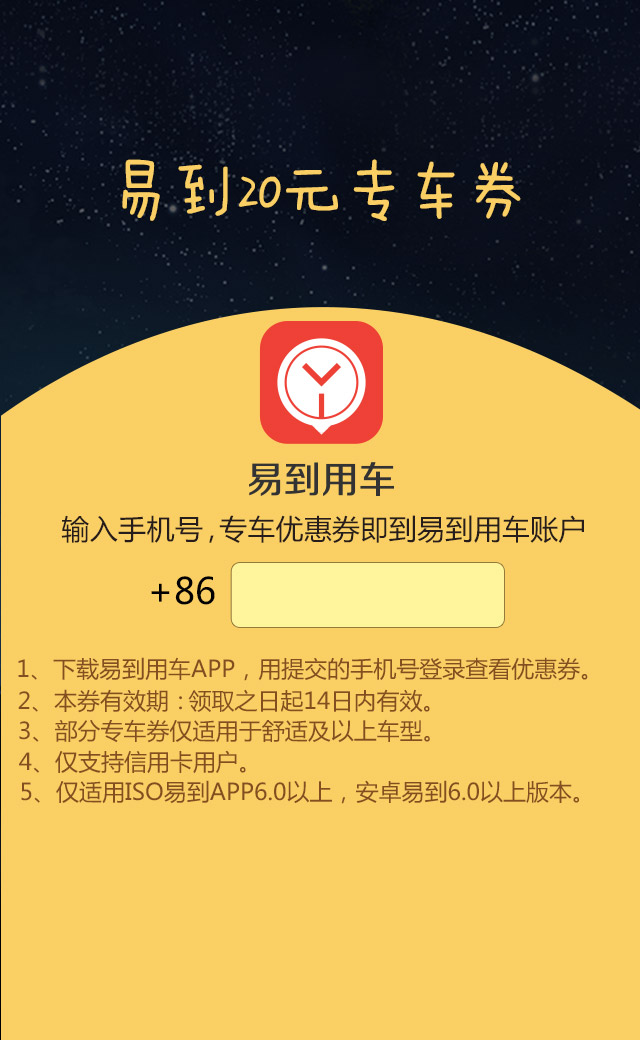 易到20元专车券
易到用车
输入手机号,专车优惠券即到易到用车账户
+86
1、下载易到用车APP，用提交的手机号登录查看优惠券。
2、本券有效期：领取之日起14日内有效。
3、部分专车券仅适用于舒适及以上车型。
4、仅支持信用卡用户。
5、仅适用ISO易到APP6.0以上，安卓易到6.0以上版本。